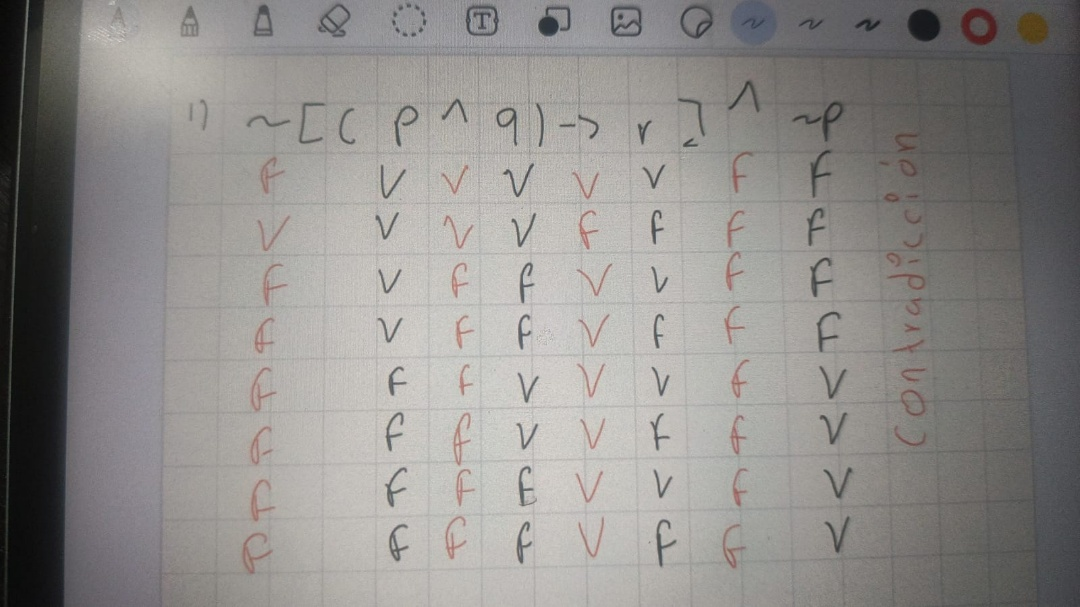 1) ~[( p ^ q) -> r ] ^ ~p
F V V V V V F F
V V V V F F F F
F V F F V V F F
F V F F V F F F
F F F V V V F V
F F F V V F F V
F F F F V V F V
F F F F V F F V
Contradicción